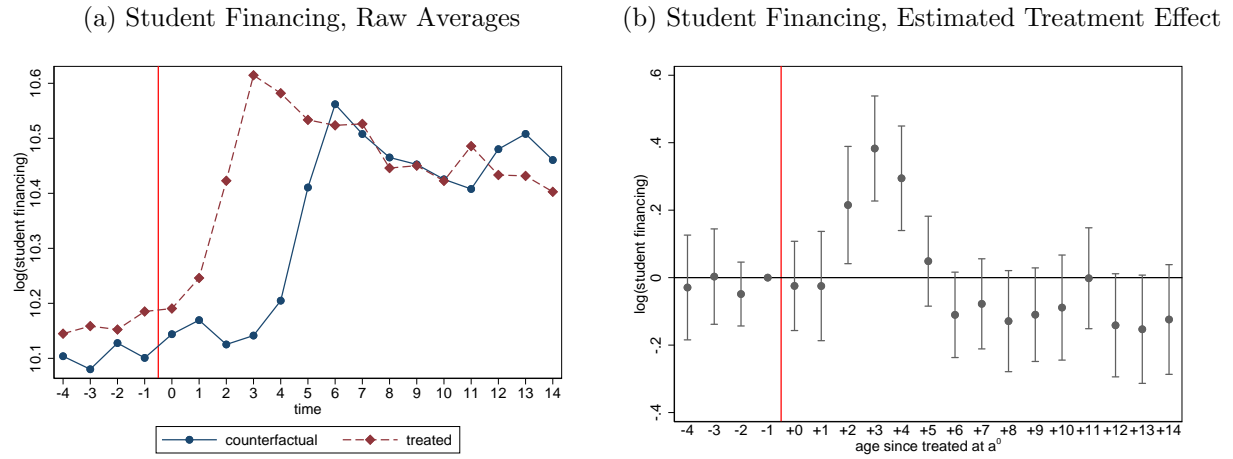 (a) Student Financing, Raw Averages
log(student financing)
10.6
10.5
10.4
10.3
10.2
10.1
-4 -3 -2 -1 0 1 2 3 4 5 6 7 8 9 10 11 12 13 14
time
counterfactual treated
(b) Student Financing, Estimated Treatment Effect
log(student financing)
.6
.4
.2
0
-.2
-.4
-4 -3 -2 -1 +0 +1 +2 +3 +4 +5 +6 +7 +8 +9 +10 +11 +12 +13 +14
age since treated at a⁰